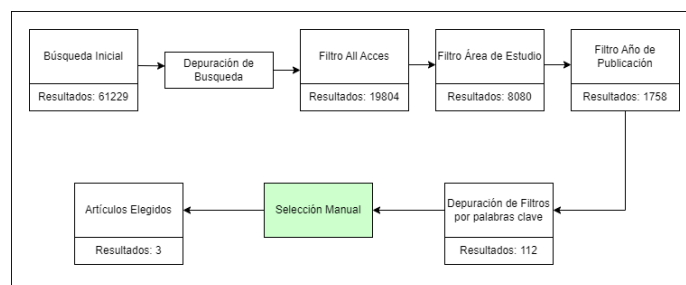 Búsqueda Inicial
Resultados: 61229
Depuración de
Busqueda
Filtro All Acces
Resultados: 19804
Filtro Área de Estudio
Resultados: 8080
Filtro Año de
Publicación
Resultados: 1758
Depuración de Filtros
por palabras clave
Resultados: 112
Selección Manual
Artículos Elegidos
Resultados: 3